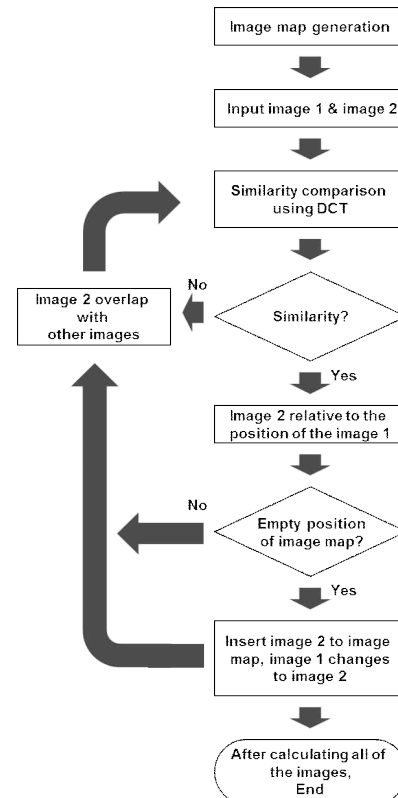 Image map generation
Input image 1 & image 2
Similarity comparison
using DCT
No
Image 2 overlap
with
other images
Similarity?
Yes
Image 2 relative to the
position of the image 1
No
Empty position
of image map?
Yes
Insert image 2 to image
map, image 1 changes
to image 2
After calculating all of
the images,
End